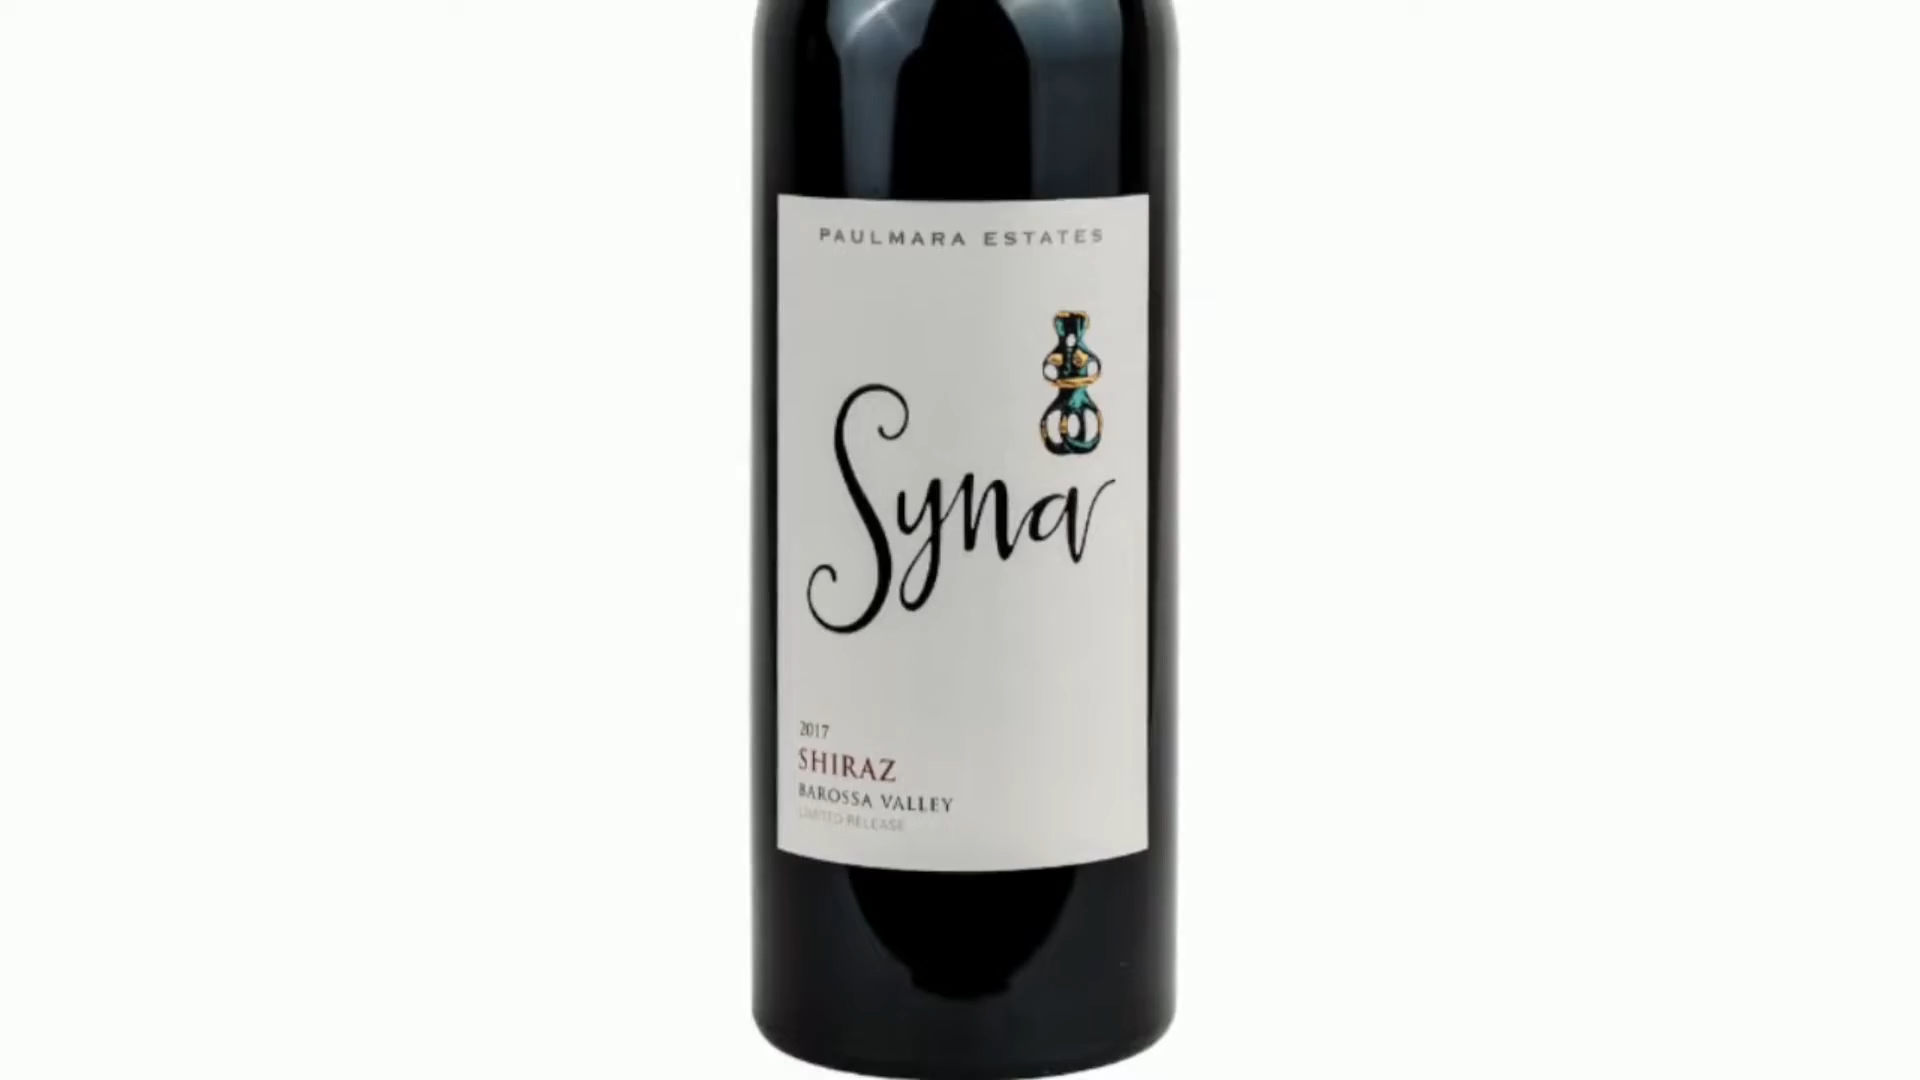 PAULMARA ESTATES
Syna
2017
SHIRAZ
BAROSSA VALLEY
LIMITED RELEASE